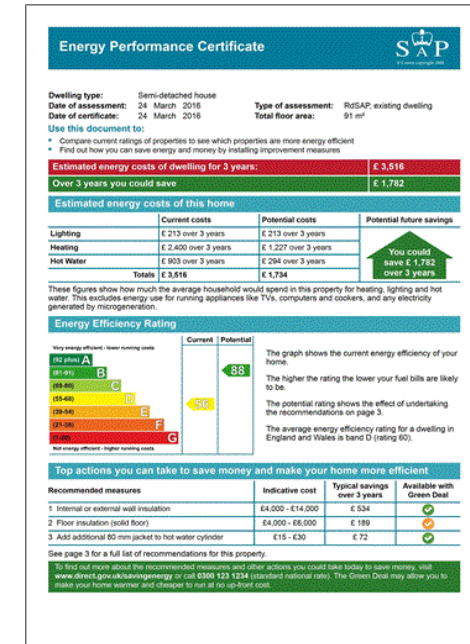 Energy Performance Certificate
SAP
Dwelling type: Semi-detached house
Date of assessment: 24 March 2016 Type of assessment: RdSAP, existing dwelling
Date of certificate: 24 March 2016 Total floor area: 91 m²
Use this document to:
• Compare current ratings of properties to see which properties are more energy efficient
• Find out how you can save energy and money by installing improvement measures
Estimated energy costs of dwelling for 3 years: £ 3,516
Over 3 years you could save £ 1,782
Estimated energy costs of this home
Current costs Potential costs Potential future savings
Lighting £ 213 over 3 years £ 213 over 3 years
Heating £ 2,400 over 3 years £ 1,227 over 3 years
Hot Water £ 903 over 3 years £ 294 over 3 years
Totals £ 3,516 £ 1,734
You could
save £ 1,782
over 3 years
These figures show how much the average household would spend in this property for heating, lighting and hot
water. This excludes energy use for running appliances like TVs, computers and cookers, and any electricity
generated by microgeneration.
Energy Efficiency Rating
Current Potential
Very energy efficient - lower running costs
(92 plus) A
(81-91) B
(69-80) C
(55-68) D
(39-54) E
(21-38) F
(1-20) G
Not energy efficient - higher running costs
88
The graph shows the current energy efficiency of your
home.
The higher the rating the lower your fuel bills are likely
to be.
The potential rating shows the effect of undertaking
the recommendations on page 3.
The average energy efficiency rating for a dwelling in
England and Wales is band D (rating 60).
Top actions you can take to save money and make your home more efficient
Recommended measures Indicative cost Typical savings over 3 years Available with Green Deal
1 Internal or external wall insulation £4,000 - £14,000 £ 534
2 Floor insulation (solid floor) £4,000 - £6,000 £ 189
3 Add additional 80 mm jacket to hot water cylinder £15 - £30 £ 72
See page 3 for a full list of recommendations for this property.
To find out more about the recommended measures and other actions you could take today to save money, visit
www.direct.gov.uk/savingenergy or call 0300 123 1234 (standard national rate). The Green Deal may allow you to
make your home warmer and cheaper to run at no up-front cost.